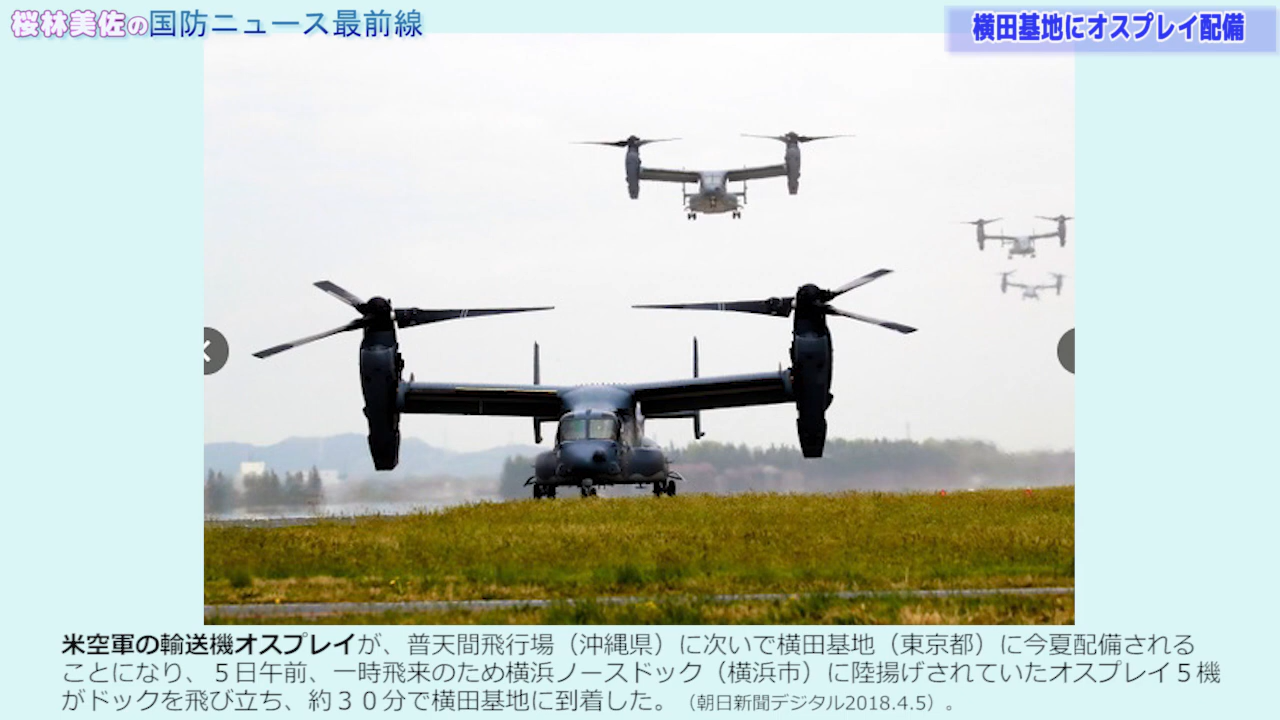 桜林美佐の国防ニュース最前線
横田基地にオスプレイ配備
米空軍の輸送機オスプレイが、普天間飛行場（沖縄県）に次いで横田基地（東京都）に今夏配備される
ことになり、５日午前、一時飛来のため横浜ノースドック（横浜市）に陸揚げされていたオスプレイ５機
がドックを飛び立ち、約３０分で横田基地に到着した。（朝日新聞デジタル2018.4.5）。